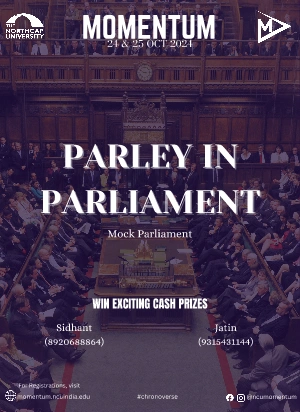 THE
NORTHCAP
UNIVERSITY
MOMENTUM
24 & 25 OCT 2024
PARLEY IN
PARLIAMENT
Mock Parliament
WIN EXCITING CASH PRIZES
Sidhant
(8920688864)
Jatin
(9315431144)
For Registrations, visit
momentum.ncuindia.edu
#chronoverse
@ncumomentum